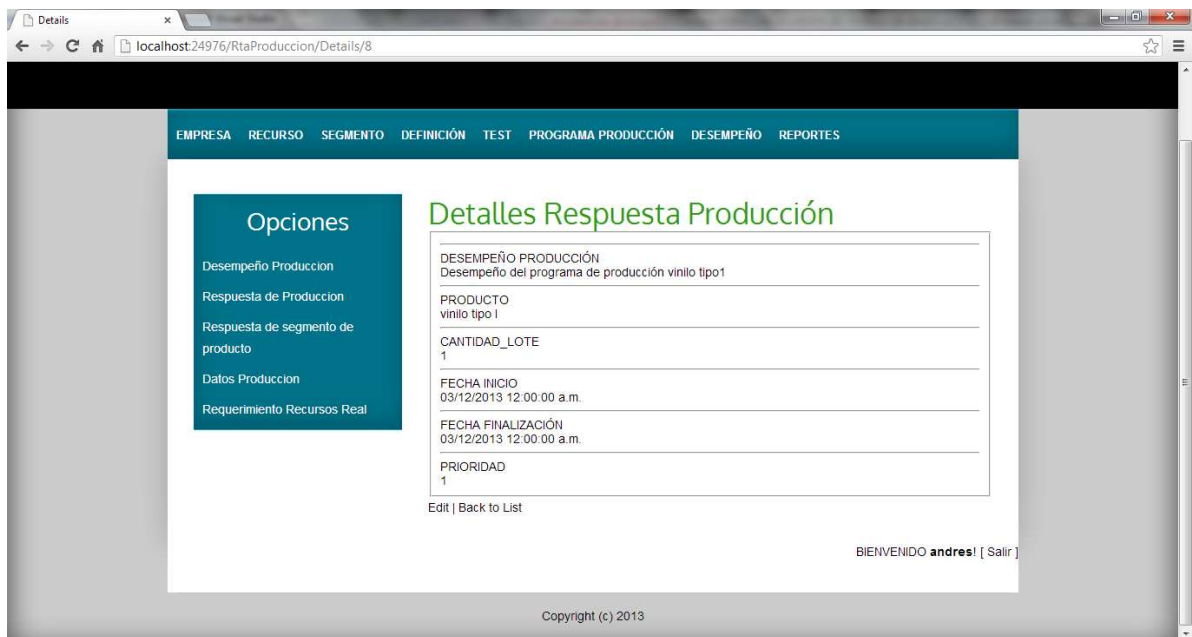 Details
localhost:24976/RtaProduccion/Details/8
EMPRESA RECURSO SEGMENTO DEFINICIÓN TEST PROGRAMA PRODUCCIÓN DESEMPEÑO REPORTES
Opciones
Desempeño Produccion
Respuesta de Produccion
Respuesta de segmento de
producto
Datos Produccion
Requerimiento Recursos Real
Detalles Respuesta Producción
DESEMPEÑO PRODUCCIÓN
Desempeño del programa de producción vinilo tipo1
PRODUCTO
vinilo tipo I
CANTIDAD_LOTE
1
FECHA INICIO
03/12/2013 12:00:00 a.m.
FECHA FINALIZACIÓN
03/12/2013 12:00:00 a.m.
PRIORIDAD
1
Edit | Back to List
BIENVENIDO andres! [ Salir ]
Copyright (c) 2013